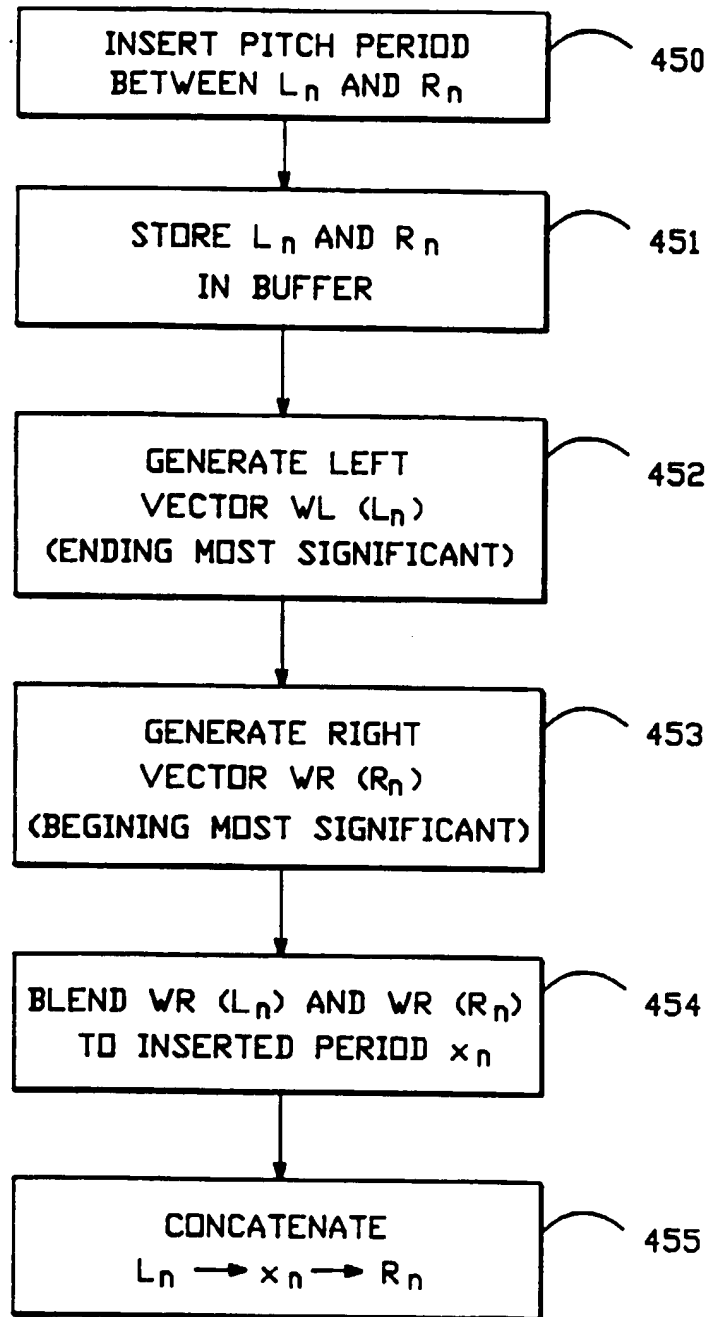 INSERT PITCH PERIOD
BETWEEN Ln AND Rn
450
STORE Ln AND Rn
IN BUFFER
451
GENERATE LEFT
VECTOR WL (Ln)
(ENDING MOST SIGNIFICANT)
452
GENERATE RIGHT
VECTOR WR (Rn)
(BEGINING MOST SIGNIFICANT)
453
BLEND WR (Ln) AND WR (Rn)
TO INSERTED PERIOD xn
454
CONCATENATE
Ln → xn → Rn
455